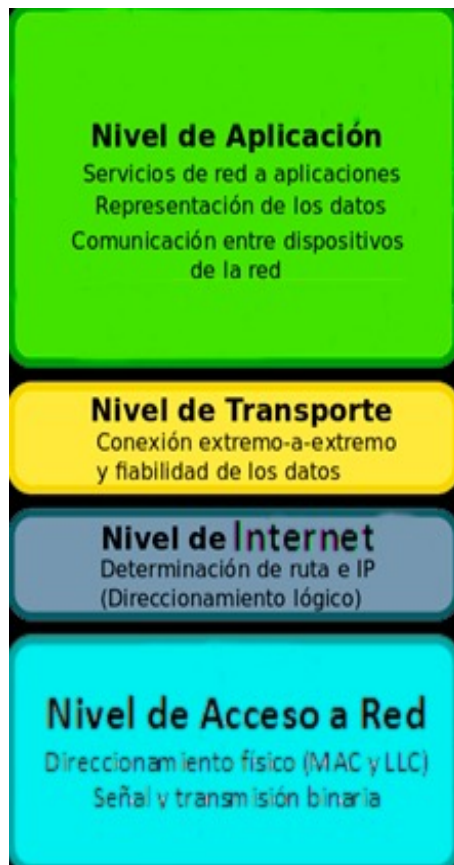 Nivel de Aplicación
Servicios de red a aplicaciones
Representación de los datos
Comunicación entre dispositivos
de la red
Nivel de Transporte
Conexión extremo-a-extremo
y fiabilidad de los datos
Nivel de Internet
Determinación de ruta e IP
(Direccionamiento lógico)
Nivel de Acceso a Red
Direccionamiento físico (MAC y LLC)
Señal y transmisión binaria